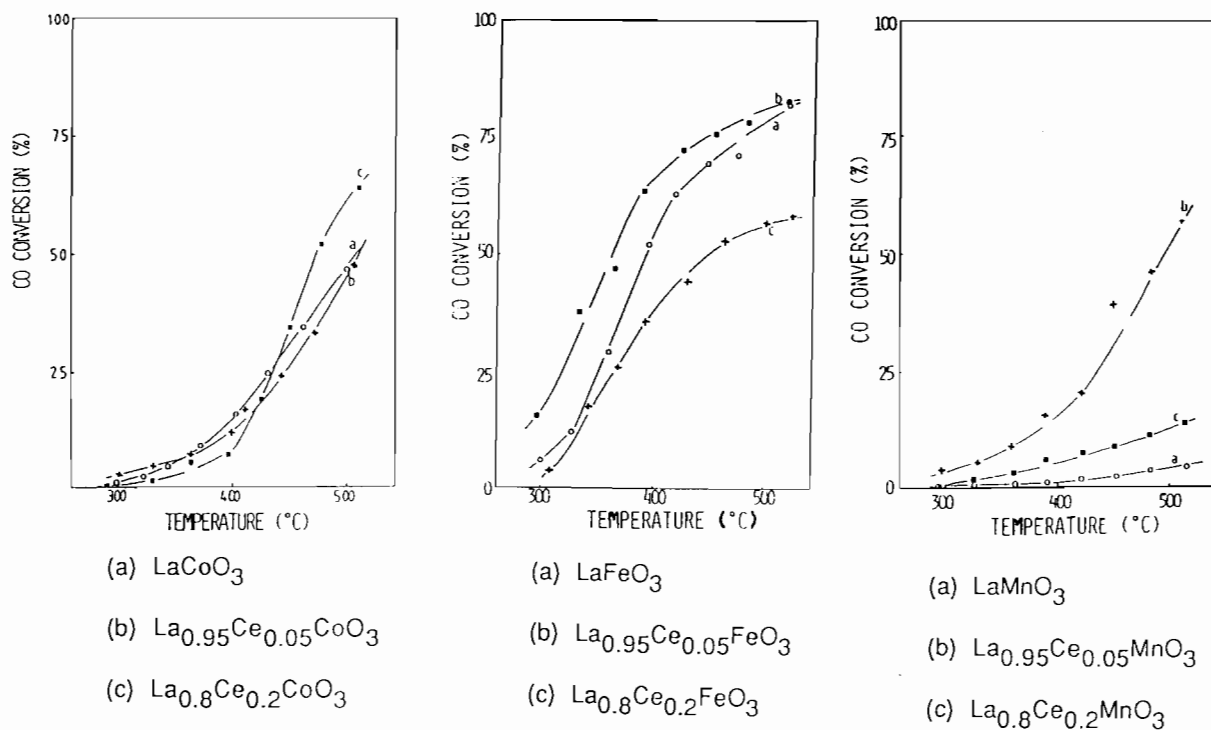 100
75
50
25
0
CO CONVERSION (%)
c
a
b
300
400
500
TEMPERATURE (°C)
(a) LaCoO3
(b) La0.95Ce0.05CoO3
(c) La0.8Ce0.2CoO3
100
75
50
25
0
CO CONVERSION (%)
b
a
c
300
400
500
TEMPERATURE (°C)
(a) LaFeO3
(b) La0.95Ce0.05FeO3
(c) La0.8Ce0.2FeO3
100
75
50
25
0
CO CONVERSION (%)
b
c
a
300
400
500
TEMPERATURE (°C)
(a) LaMnO3
(b) La0.95Ce0.05MnO3
(c) La0.8Ce0.2MnO3